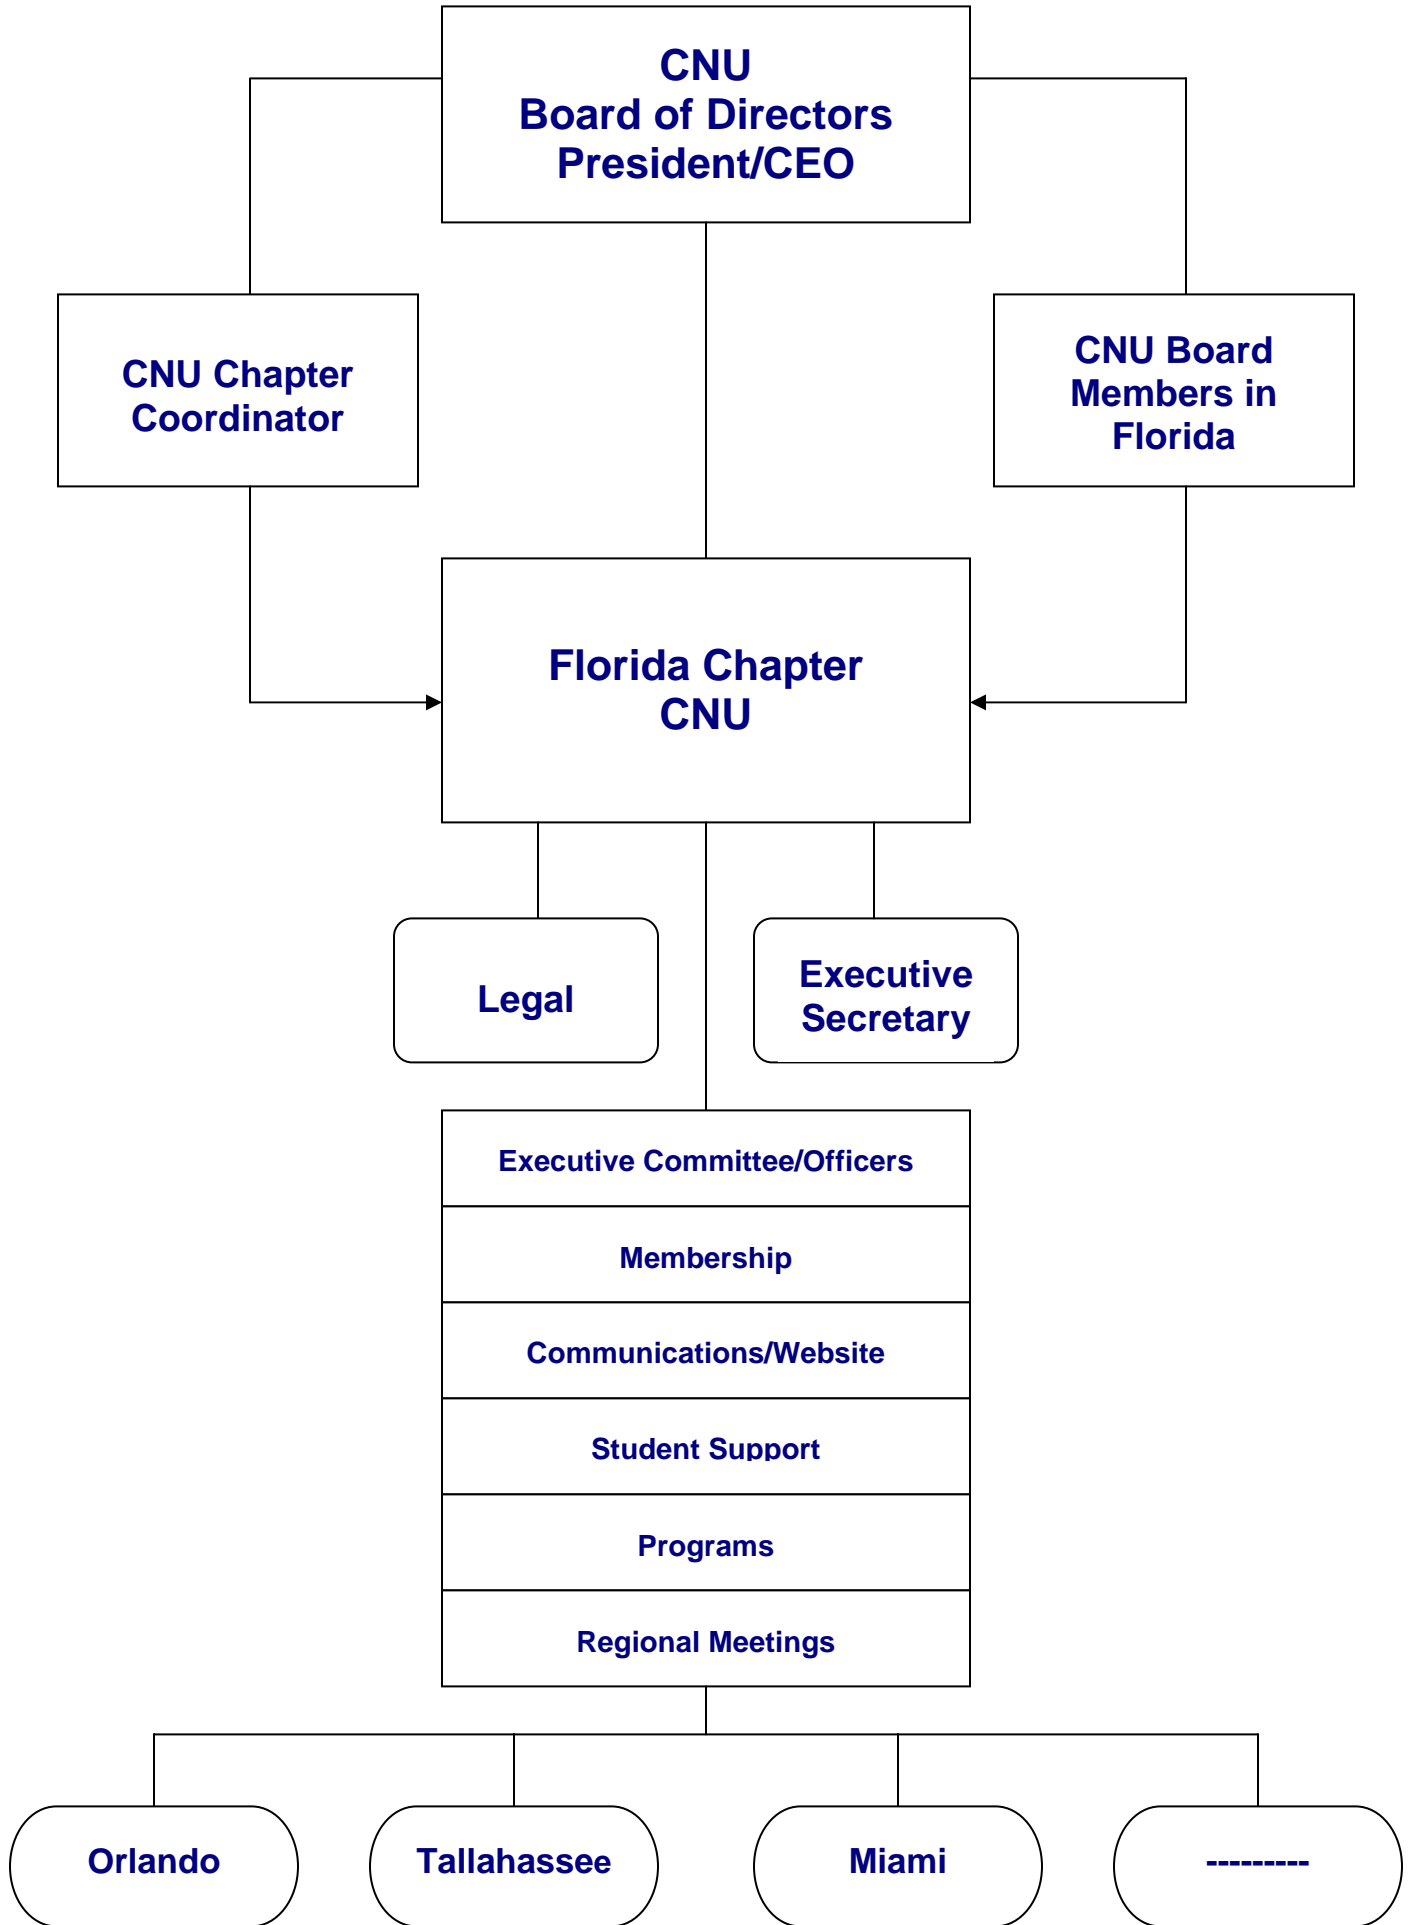 CNU
Board of Directors
President/CEO
CNU Chapter
Coordinator
CNU Board
Members in
Florida
Florida Chapter
CNU
Legal
Executive
Secretary
Executive Committee/Officers
Membership
Communications/Website
Student Support
Programs
Regional Meetings
Orlando
Tallahassee
Miami
---------